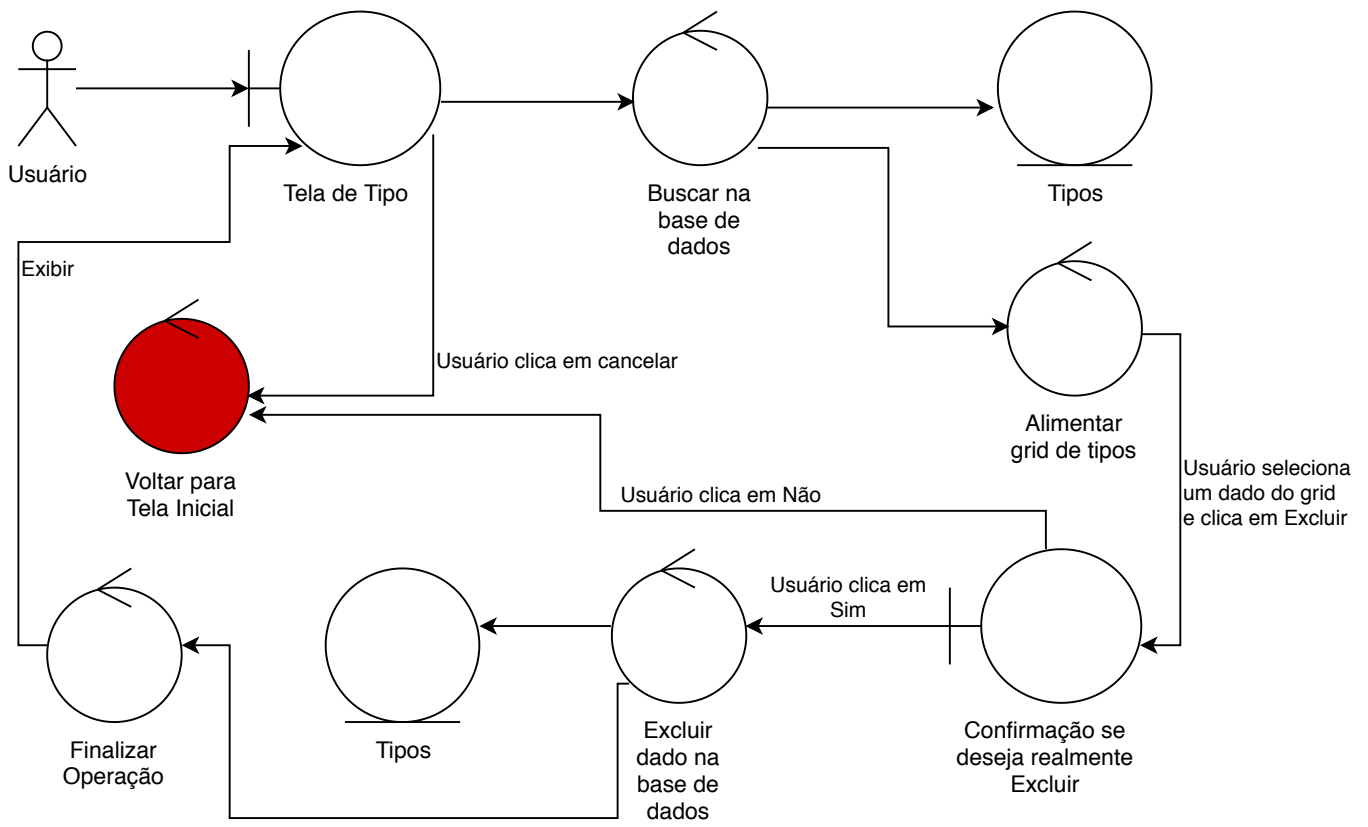 Usuário
Tela de Tipo
Buscar na
base de
dados
Tipos
Exibir
Usuário clica em cancelar
Alimentar
grid de tipos
Voltar para
Tela Inicial
Usuário seleciona
um dado do grid
e clica em Excluir
Usuário clica em Não
Usuário clica em
Sim
Finalizar
Operação
Tipos
Excluir
dado na
base de
dados
Confirmação se
deseja realmente
Excluir